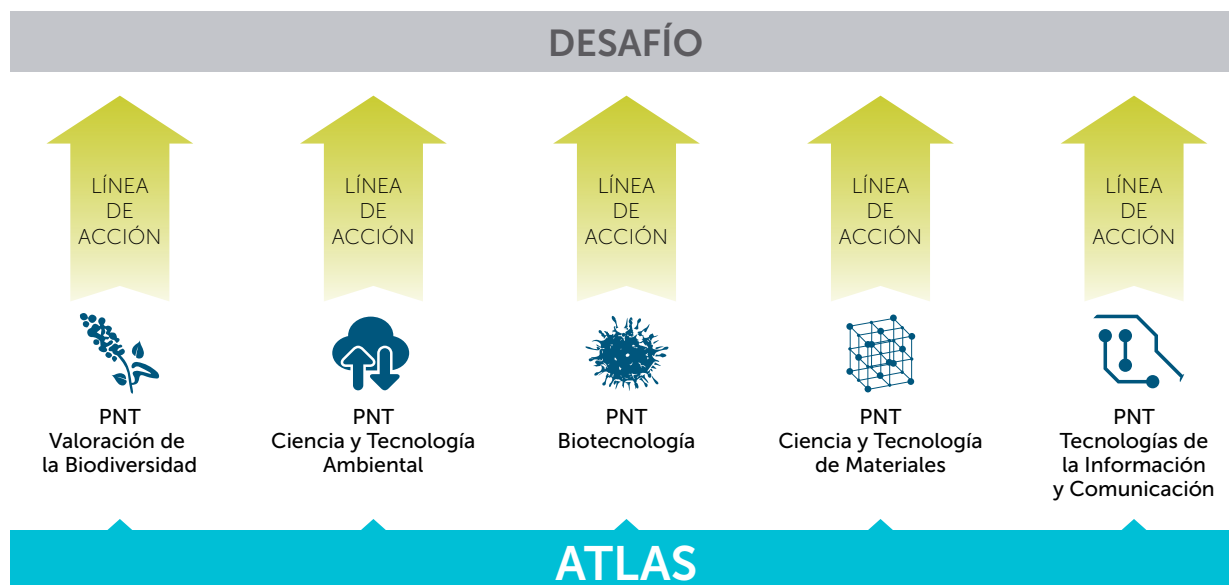 DESAFÍO
LÍNEA
DE
ACCIÓN
LÍNEA
DE
ACCIÓN
LÍNEA
DE
ACCIÓN
LÍNEA
DE
ACCIÓN
LÍNEA
DE
ACCIÓN
PNT
Valoración de
la Biodiversidad
PNT
Ciencia y Tecnología
Ambiental
PNT
Biotecnología
PNT
Ciencia y Tecnología
de Materiales
PNT
Tecnologías de
la Información
y Comunicación
ATLAS